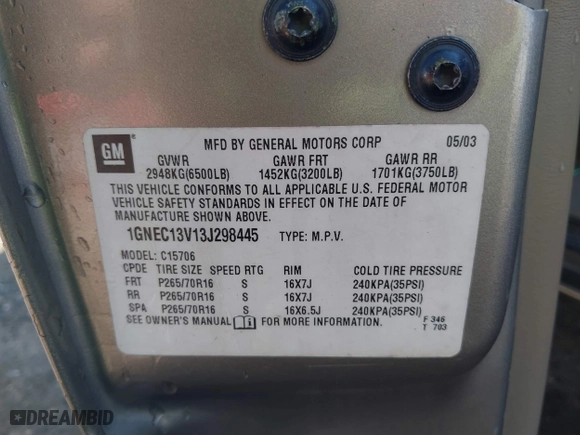 GM
MFD BY GENERAL MOTORS CORP 05/03
GVWR GAWR FRT GAWR RR
2948KG(6500LB) 1452KG(3200LB) 1701KG(3750LB)
THIS VEHICLE CONFORMS TO ALL APPLICABLE U.S. FEDERAL MOTOR
VEHICLE SAFETY STANDARDS IN EFFECT ON THE DATE OF
MANUFACTURE SHOWN ABOVE.
1GNEC13V13J298445 TYPE: M.P.V.
MODEL: C15706
CPDE TIRE SIZE SPEED RTG RIM COLD TIRE PRESSURE
FRT P265/70R16 S 16X7J 240KPA(35PSI)
RR P265/70R16 S 16X7J 240KPA(35PSI)
SPA P265/70R16 S 16X6.5J 240KPA(35PSI)
SEE OWNER'S MANUAL FOR MORE INFORMATION. F 346
T 703
DREAMBID